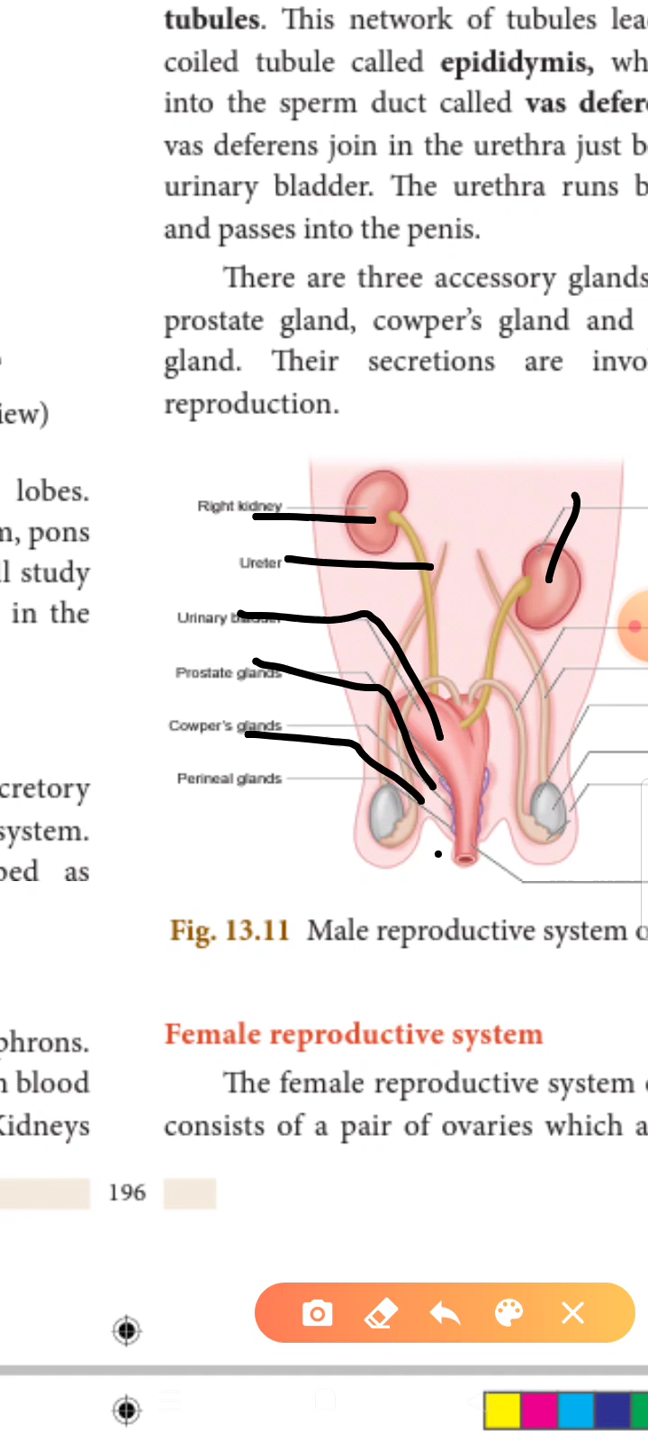 tubules. This network of tubules lea
coiled tubule called epididymis, wh
into the sperm duct called vas defer
vas deferens join in the urethra just b
urinary bladder. The urethra runs b
and passes into the penis.
There are three accessory glands
prostate gland, cowper's gland and
gland. Their secretions are invo
reproduction.
iew)
lobes.
m, pons
ll study
in the
cretory
system.
ped as
phrons.
n blood
Kidneys
Right kidney
Ureter
Urinary bladder
Prostate glands
Cowper's glands
Perineal glands
Fig. 13.11 Male reproductive system o
Female reproductive system
The female reproductive system
consists of a pair of ovaries which a
196